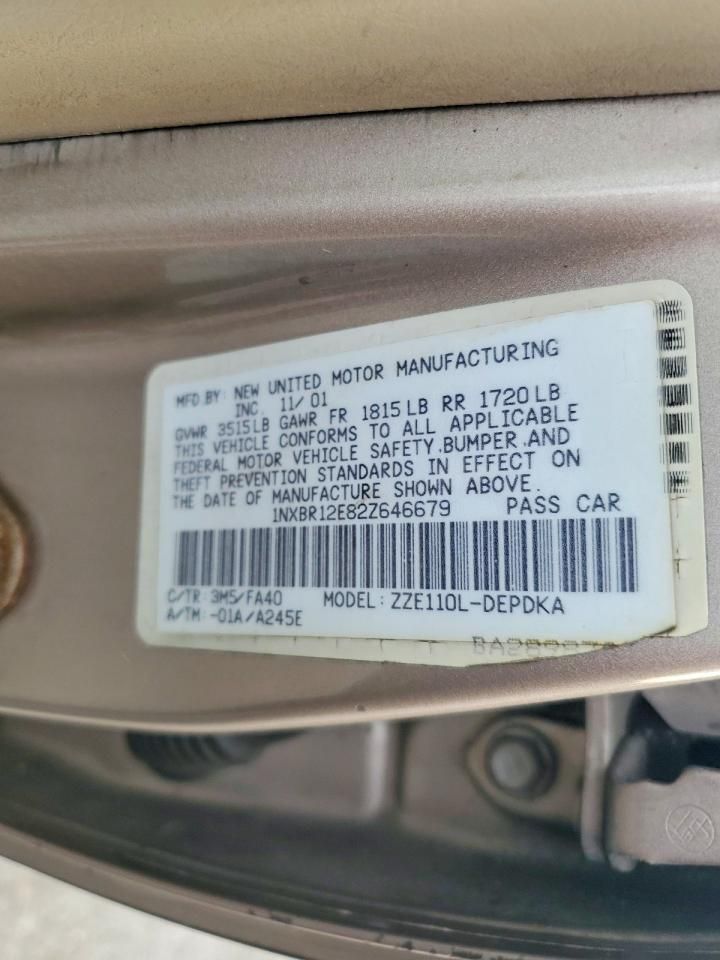 MFD BY: NEW UNITED MOTOR MANUFACTURING
INC. 11/01
GVWR 3515LB GAWR FR 1815LB RR 1720LB
THIS VEHICLE CONFORMS TO ALL APPLICABLE
FEDERAL MOTOR VEHICLE SAFETY, BUMPER, AND
THEFT PREVENTION STANDARDS IN EFFECT ON
THE DATE OF MANUFACTURE SHOWN ABOVE.
1NXBR12E82Z646679 PASS CAR
C/TR: 3M5/FA40 MODEL: ZZE110L-DEPDKA
A/TM: -01A/A245E